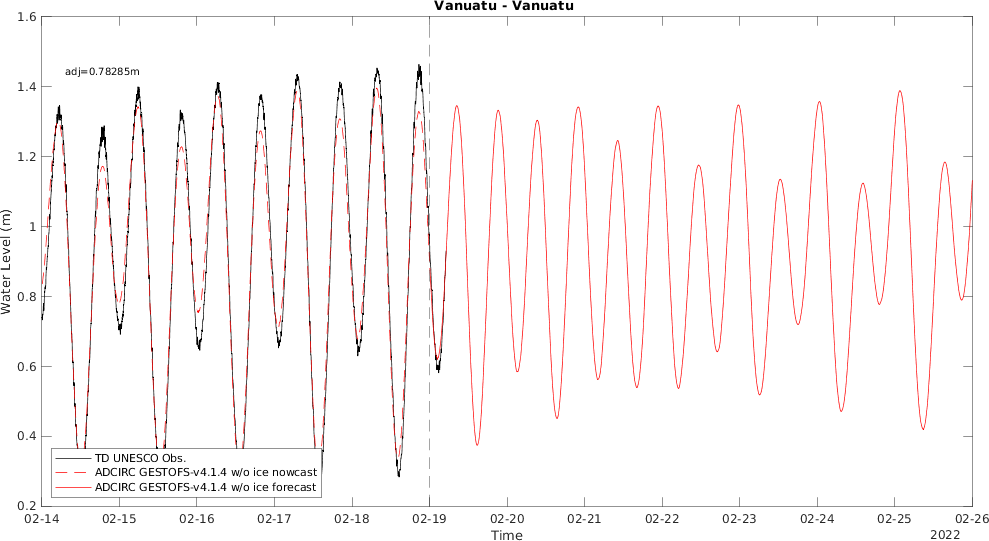 Vanuatu - Vanuatu
1.6
1.4
1.2
1
0.8
0.6
0.4
0.2
Water Level (m)
adj=0.78285m
TD UNESCO Obs.
ADCIRC GESTOFS-v4.1.4 w/o ice nowcast
ADCIRC GESTOFS-v4.1.4 w/o ice forecast
02-14 02-15 02-16 02-17 02-18 02-19 02-20 02-21 02-22 02-23 02-24 02-25 02-26
Time
2022